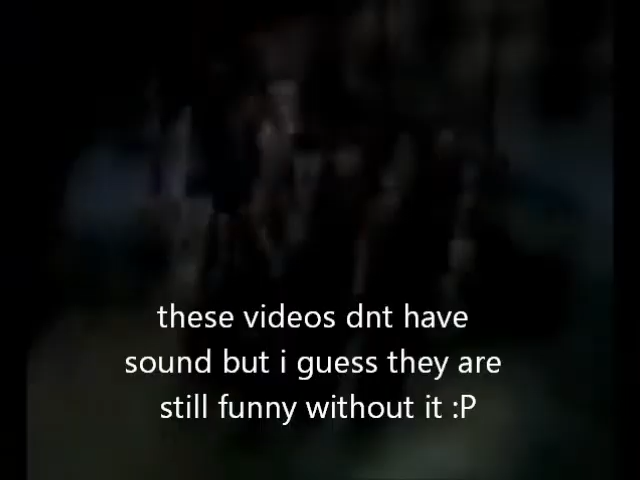 these videos dnt have
sound but i guess they are
still funny without it :P